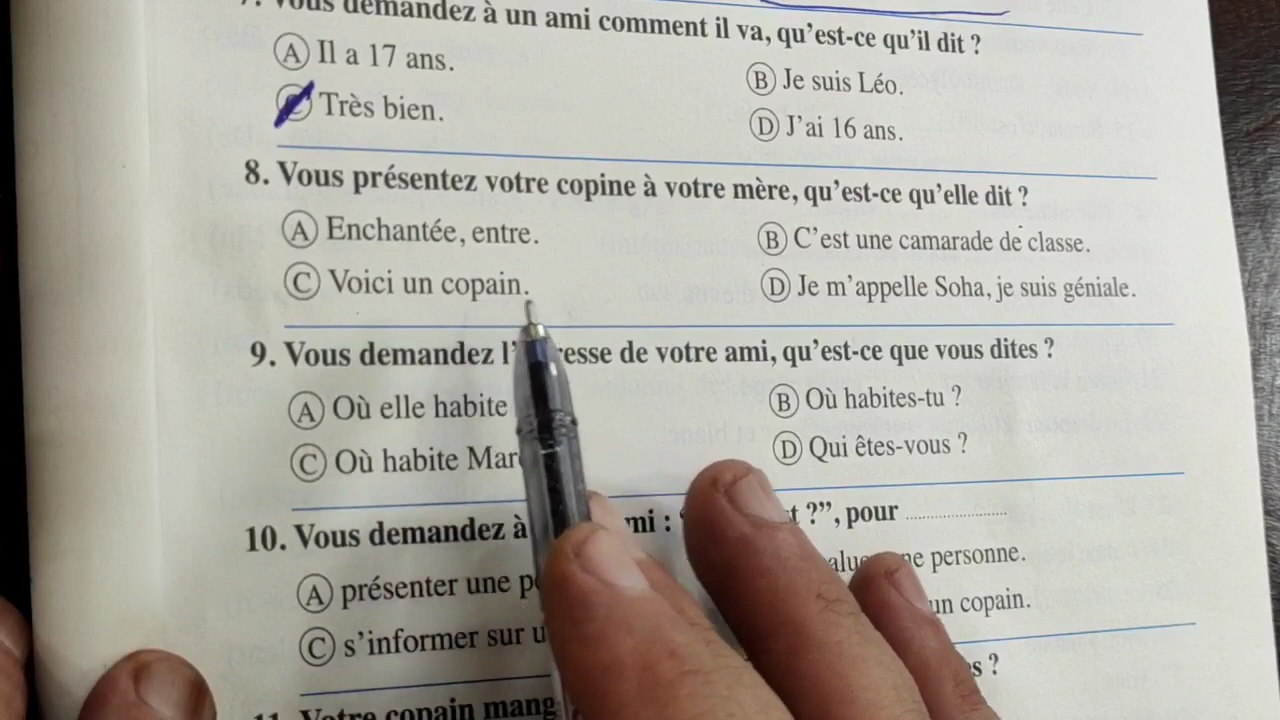 Vous demandez à un ami comment il va, qu'est-ce qu'il dit ?
A Il a 17 ans.
B Je suis Léo.
C Très bien.
D J'ai 16 ans.
8. Vous présentez votre copine à votre mère, qu'est-ce qu'elle dit ?
A Enchantée, entre.
B C'est une camarade de classe.
C Voici un copain.
D Je m'appelle Soha, je suis géniale.
9. Vous demandez esse de votre ami, qu'est-ce que vous dites ?
A Où elle habite
B Où habites-tu ?
C Où habite
D Qui êtes-vous ?
10. Vous demandez à mi : ?”, pour ....................
A présenter une
ne personne.
C s'informer sur
un copain.
s ?
Votre copain